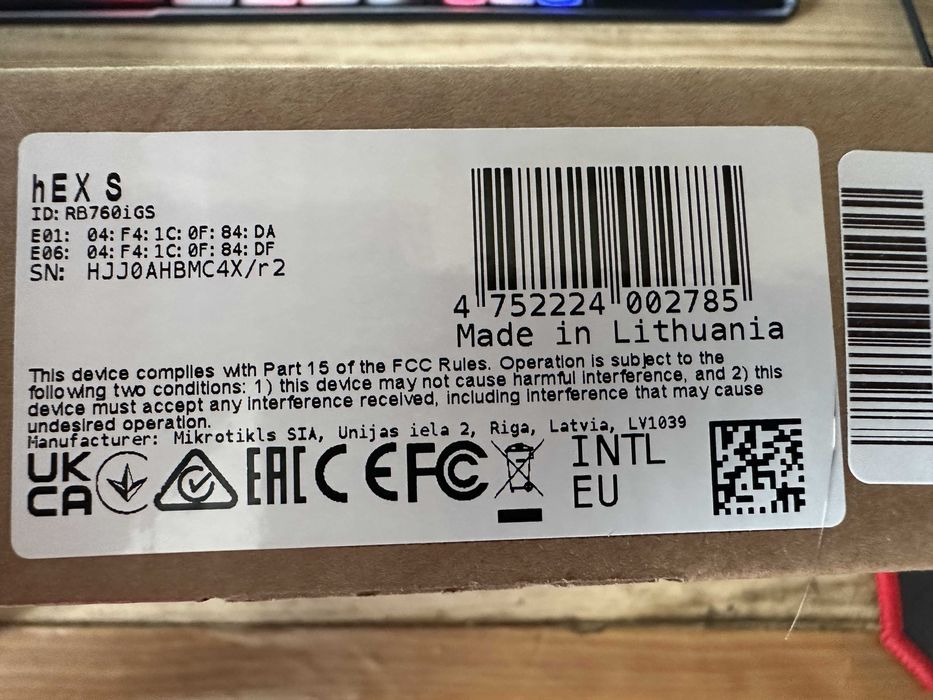 hEX S
ID: RB760iGS
E01: 04:F4:1C:0F:84:DA
E06: 04:F4:1C:0F:84:DF
SN: HJJ0AHBMC4X/r2
4 752224 002785
Made in Lithuania
This device complies with Part 15 of the FCC Rules. Operation is subject to the
following two conditions: 1) this device may not cause harmful interference, and 2) this
device must accept any interference received, including interference that may cause
undesired operation.
Manufacturer: Mikrotikls SIA, Unijas iela 2, Riga, Latvia, LV1039
UK
CA
EAC CE FC
INTL
EU